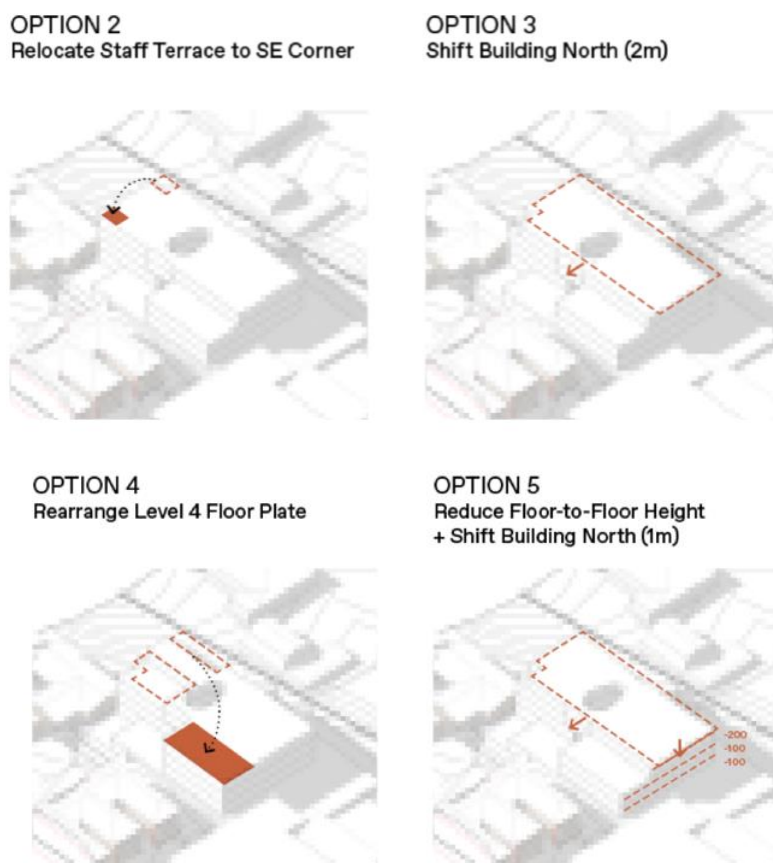 OPTION 2
Relocate Staff Terrace to SE Corner
OPTION 3
Shift Building North (2m)
OPTION 4
Rearrange Level 4 Floor Plate
OPTION 5
Reduce Floor-to-Floor Height
+ Shift Building North (1m)
-200
-100
-100